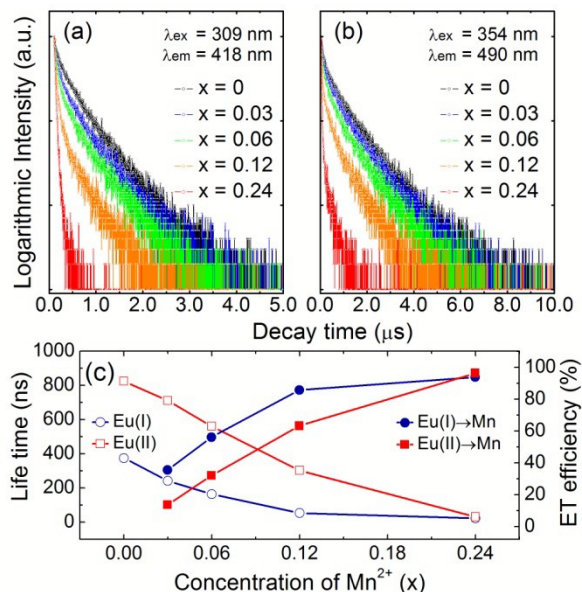 (a)
λex = 309 nm
λem = 418 nm
x = 0
x = 0.03
x = 0.06
x = 0.12
x = 0.24
(b)
λex = 354 nm
λem = 490 nm
x = 0
x = 0.03
x = 0.06
x = 0.12
x = 0.24
Logarithmic Intensity (a.u.)
0.0 1.0 2.0 3.0 4.0 5.0
0.0 2.0 4.0 6.0 8.0 10.0
Decay time (μs)
(c)
Eu(I)
Eu(II)
Eu(I)→Mn
Eu(II)→Mn
Life time (ns)
1000
800
600
400
200
0
ET efficiency (%)
100
80
60
40
20
0
0.00 0.06 0.12 0.18 0.24
Concentration of Mn²⁺ (x)